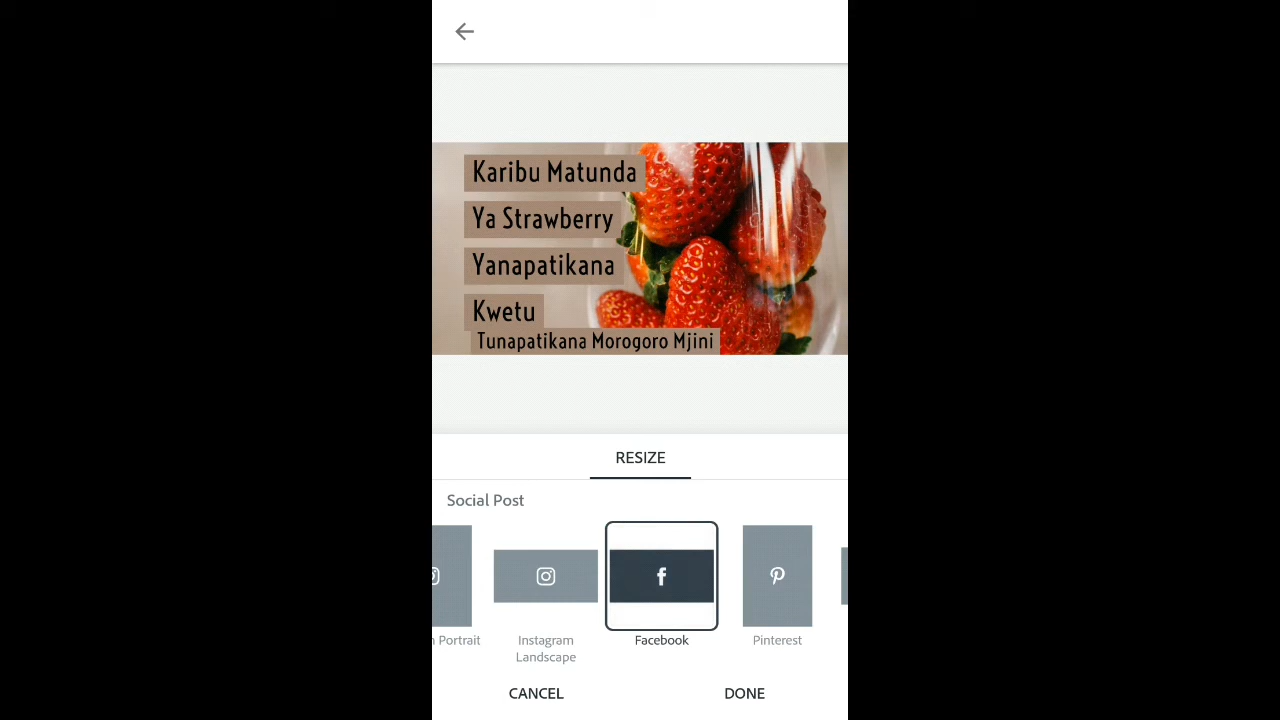 Karibu Matunda
Ya Strawberry
Yanapatikana
Kwetu
Tunapatikana Morogoro Mjini
RESIZE
Social Post
Portrait
Instagram
Landscape
Facebook
Pinterest
CANCEL
DONE